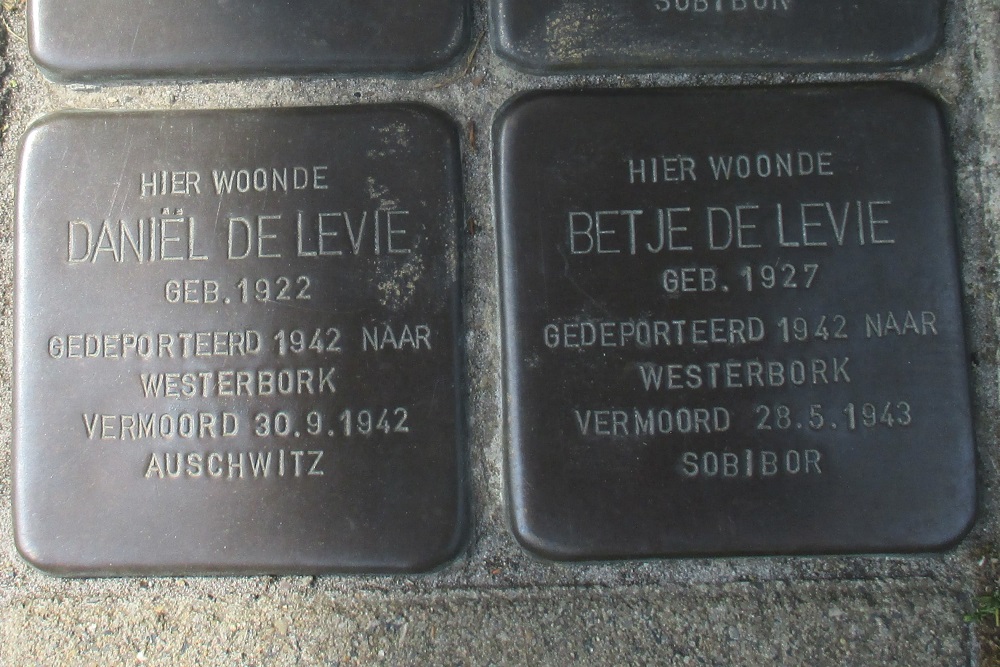 SOBIBOR
HIER WOONDE
DANIËL DE LEVIE
GEB. 1922
GEDEPORTEERD 1942 NAAR
WESTERBORK
VERMOORD 30.9.1942
AUSCHWITZ
HIER WOONDE
BETJE DE LEVIE
GEB. 1927
GEDEPORTEERD 1942 NAAR
WESTERBORK
VERMOORD 28.5.1943
SOBIBOR